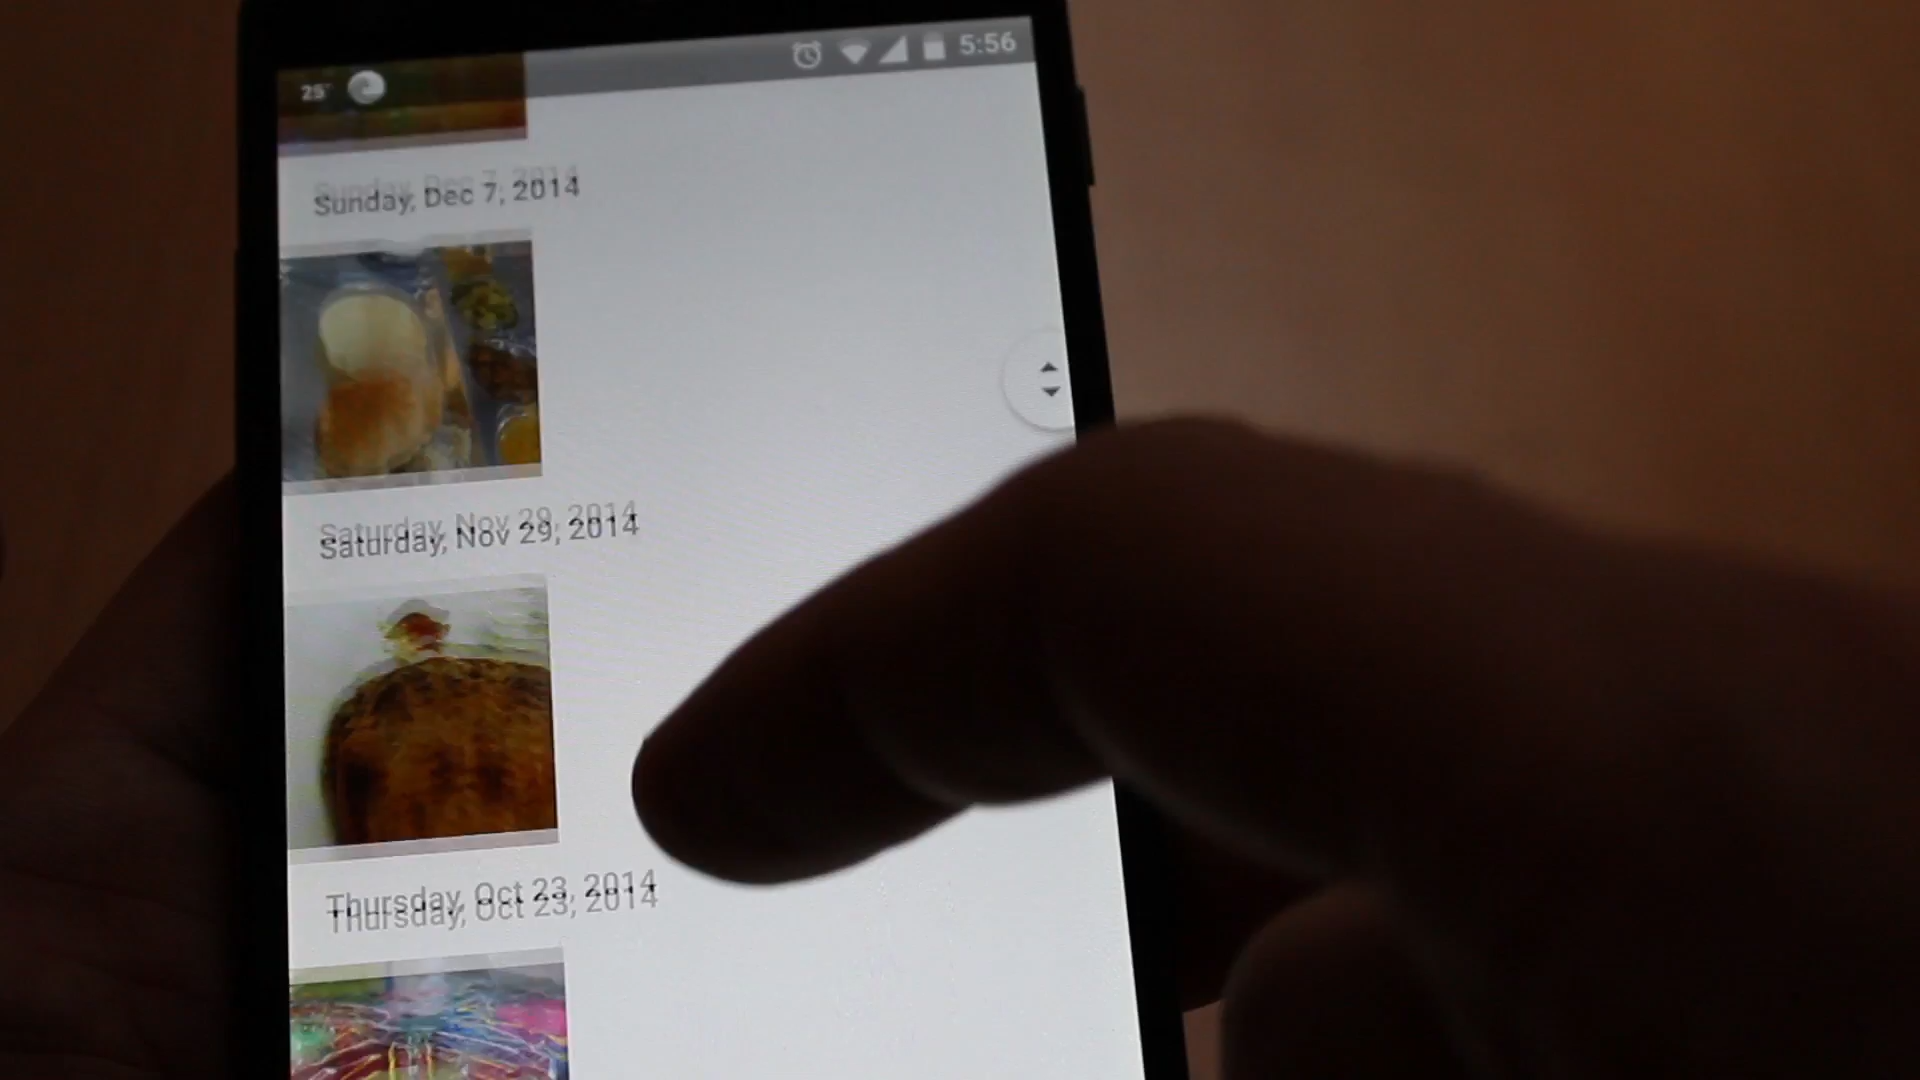 5:56
25°
Sunday, Dec 7, 2014
Saturday, Nov 29, 2014
Thursday, Oct 23, 2014